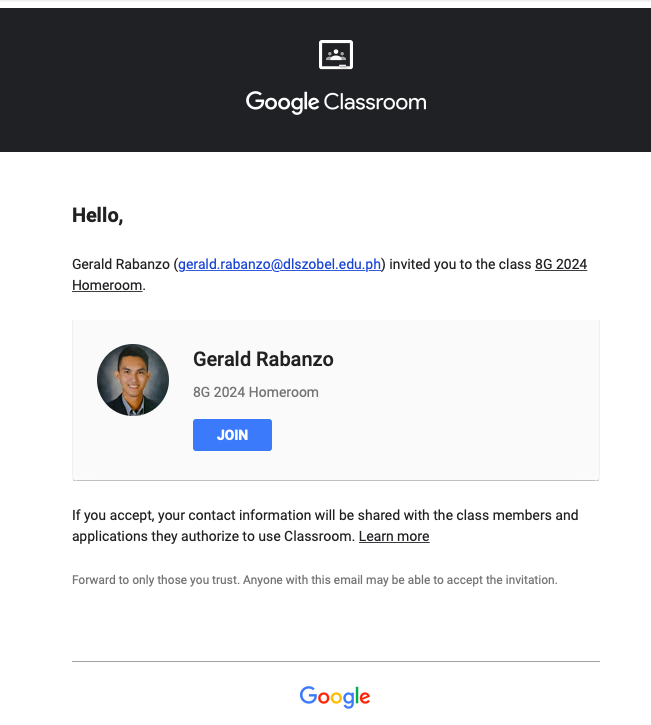 Google Classroom
Hello,
Gerald Rabanzo (gerald.rabanzo@dlszobel.edu.ph) invited you to the class 8G 2024
Homeroom.
Gerald Rabanzo
8G 2024 Homeroom
JOIN
If you accept, your contact information will be shared with the class members and
applications they authorize to use Classroom. Learn more
Forward to only those you trust. Anyone with this email may be able to accept the invitation.
Google